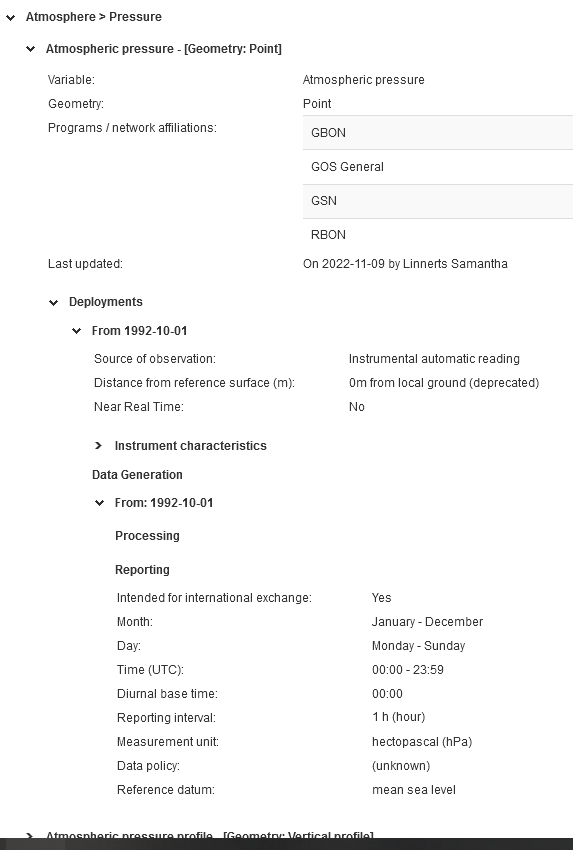 Atmosphere > Pressure
Atmospheric pressure - [Geometry: Point]
Variable: Atmospheric pressure
Geometry: Point
Programs / network affiliations: GBON
GOS General
GSN
RBON
Last updated: On 2022-11-09 by Linnerts Samantha
Deployments
From 1992-10-01
Source of observation: Instrumental automatic reading
Distance from reference surface (m): 0m from local ground (deprecated)
Near Real Time: No
Instrument characteristics
Data Generation
From: 1992-10-01
Processing
Reporting
Intended for international exchange: Yes
Month: January - December
Day: Monday - Sunday
Time (UTC): 00:00 - 23:59
Diurnal base time: 00:00
Reporting interval: 1 h (hour)
Measurement unit: hectopascal (hPa)
Data policy: (unknown)
Reference datum: mean sea level
Atmospheric pressure profile - [Geometry: Vertical profile]